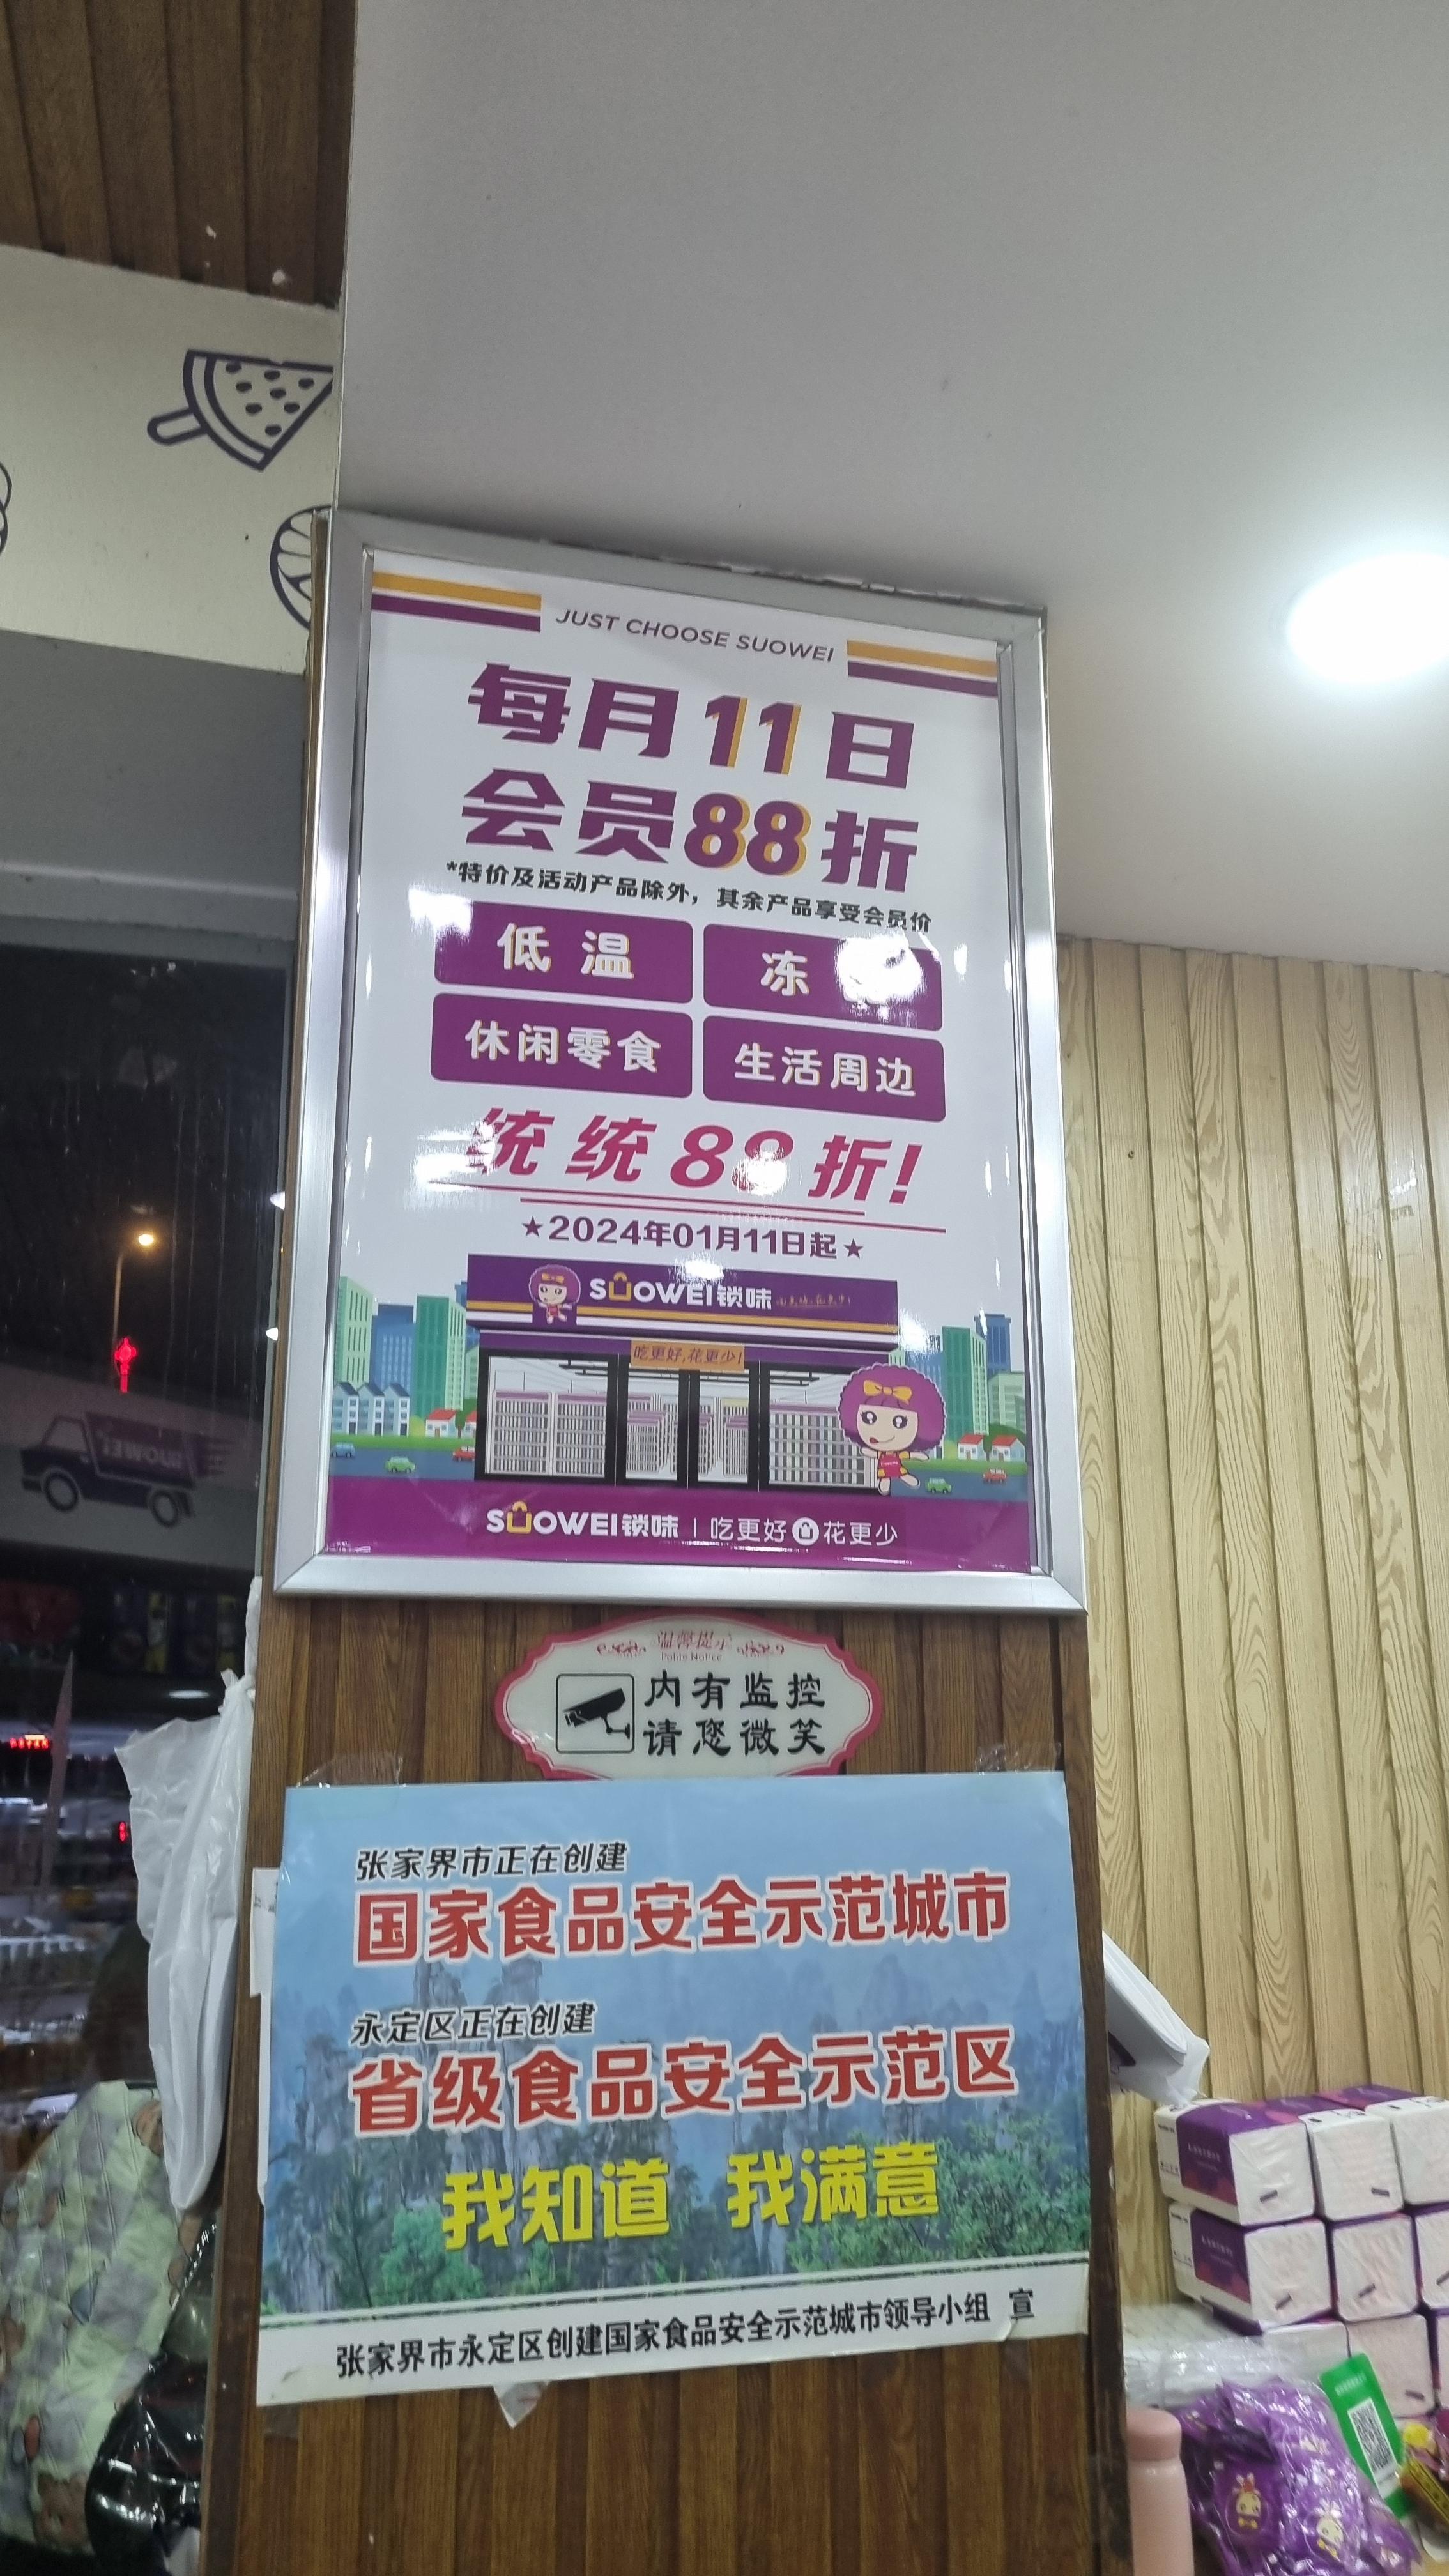 JUST CHOOSE SUOWEI
每月11日
会员88折
*特价及活动产品除外，其余产品享受会员价
低温
冻
休闲零食
生活周边
统统88折!
★2024年01月11日起★
SUOWEI锁味
吃更好,花更少!
SUOWEI锁味 | 吃更好 花更少
温馨提示
Polite Notice
内有监控
请您微笑
张家界市正在创建
国家食品安全示范城市
永定区正在创建
省级食品安全示范区
我知道 我满意
张家界市永定区创建国家食品安全示范城市领导小组 宣